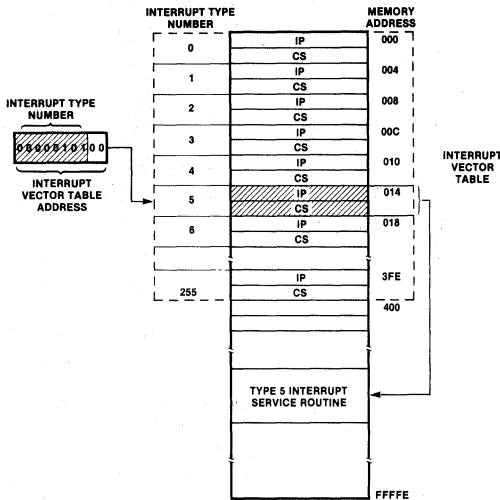 INTERRUPT TYPE
NUMBER
MEMORY
ADDRESS
0
IP
000
CS
1
IP
004
CS
2
IP
008
CS
INTERRUPT TYPE
NUMBER
0000010100
INTERRUPT
VECTOR TABLE
ADDRESS
3
IP
00C
CS
4
IP
010
CS
5
IP
014
CS
6
IP
018
CS
INTERRUPT
VECTOR
TABLE
IP
3FE
255
CS
400
TYPE 5 INTERRUPT
SERVICE ROUTINE
FFFFE